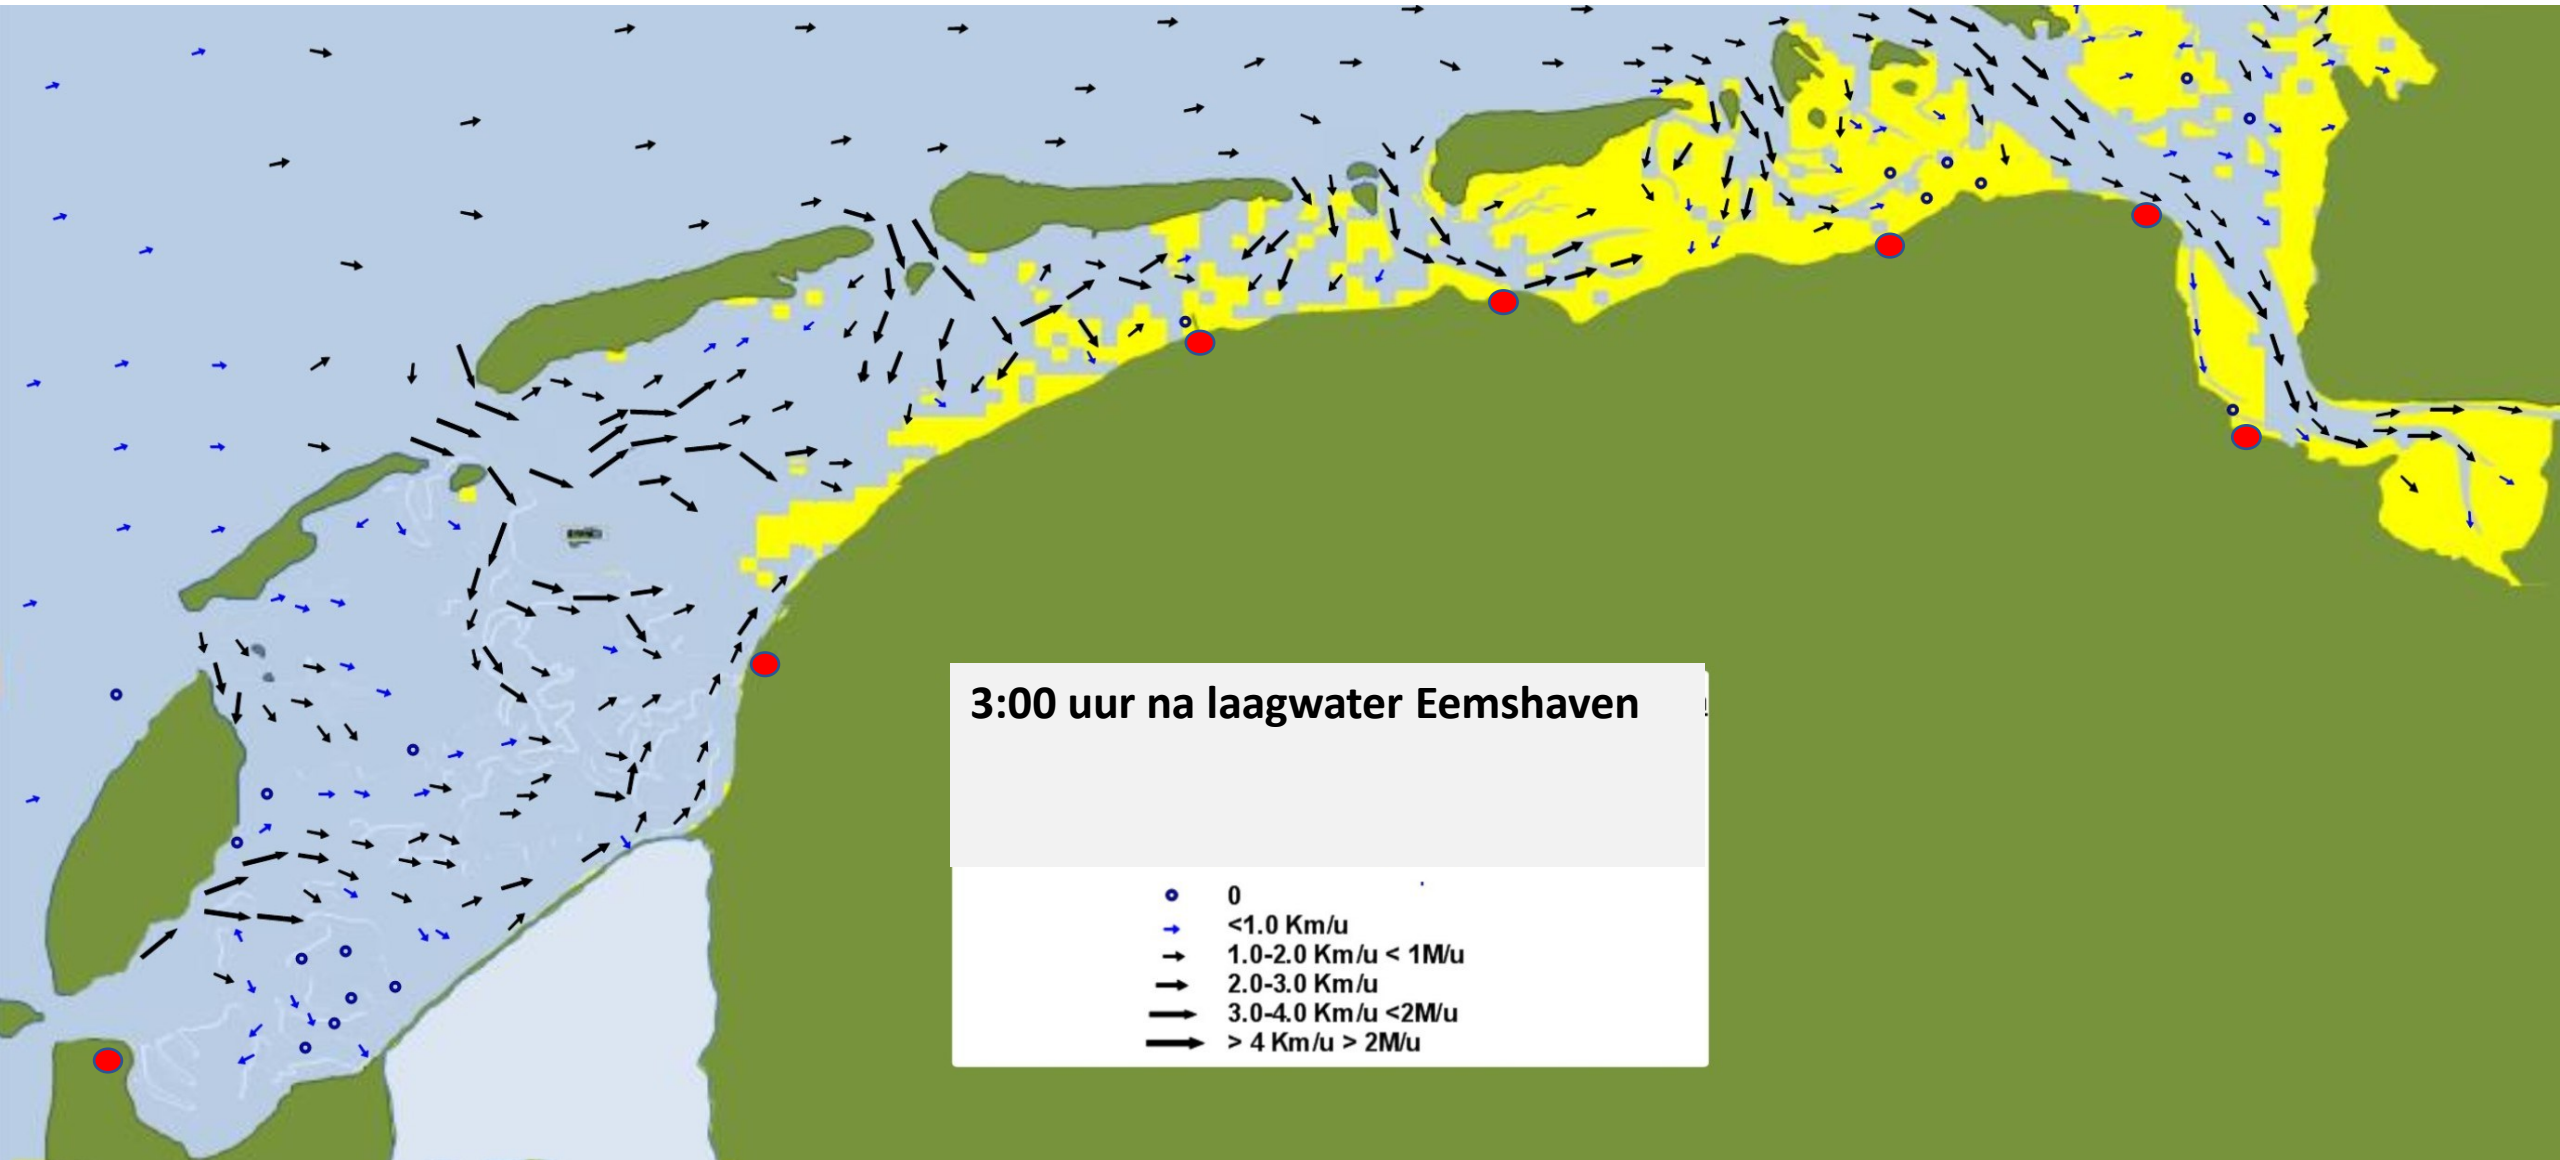 3:00 uur na laagwater Eemshaven
0
<1.0 Km/u
1.0-2.0 Km/u < 1M/u
2.0-3.0 Km/u
3.0-4.0 Km/u <2M/u
> 4 Km/u > 2M/u